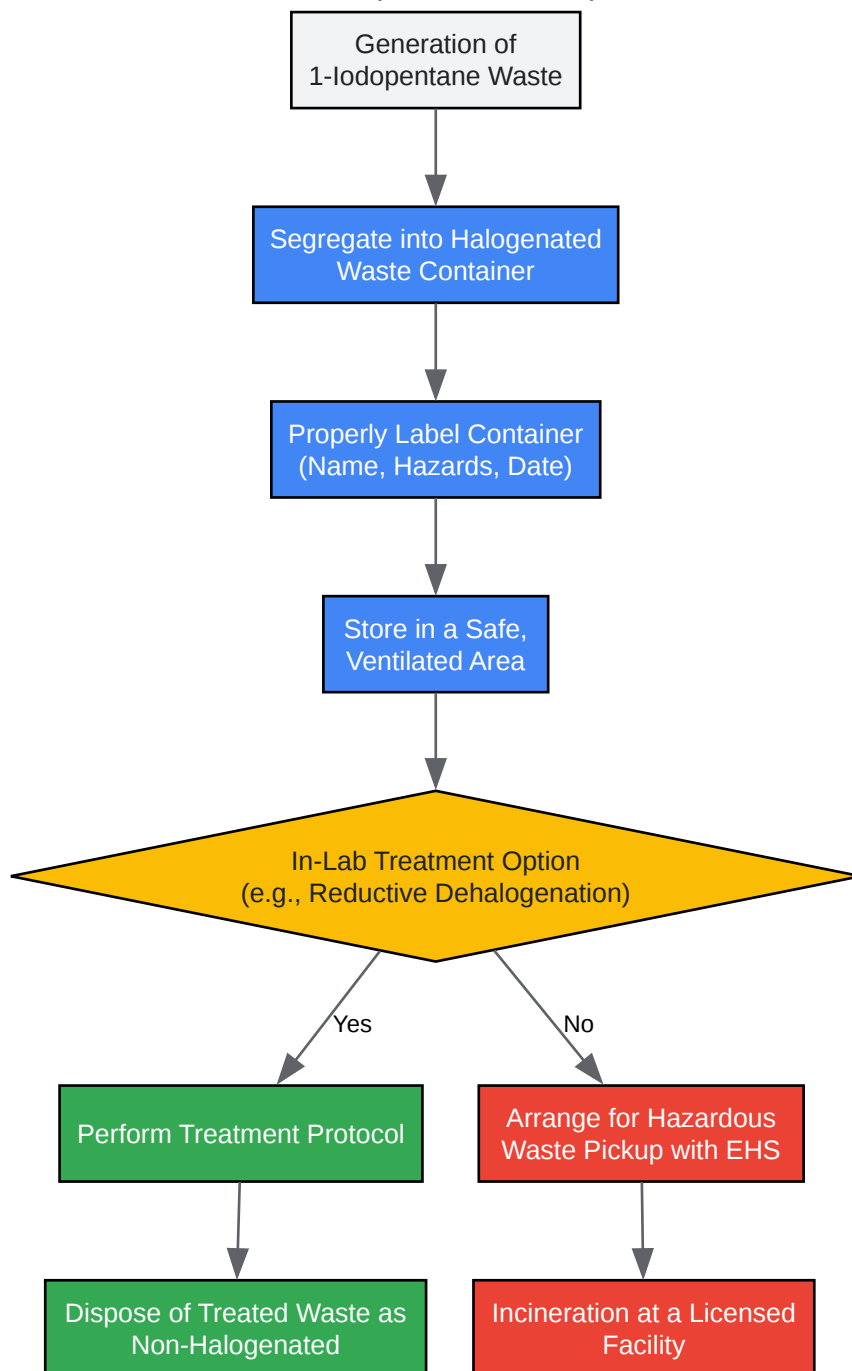 Generation of
1-Iodopentane Waste
Segregate into Halogenated
Waste Container
Properly Label Container
(Name, Hazards, Date)
Store in a Safe,
Ventilated Area
In-Lab Treatment Option
(e.g., Reductive Dehalogenation)
Yes
No
Perform Treatment Protocol
Arrange for Hazardous
Waste Pickup with EHS
Dispose of Treated Waste as
Non-Halogenated
Incineration at a Licensed
Facility